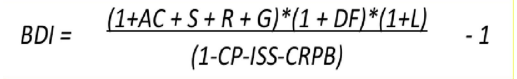 BDI = (1+AC + S + R + G)*(1 + DF)*(1+L) - 1
(1-CP-ISS-CRPB)